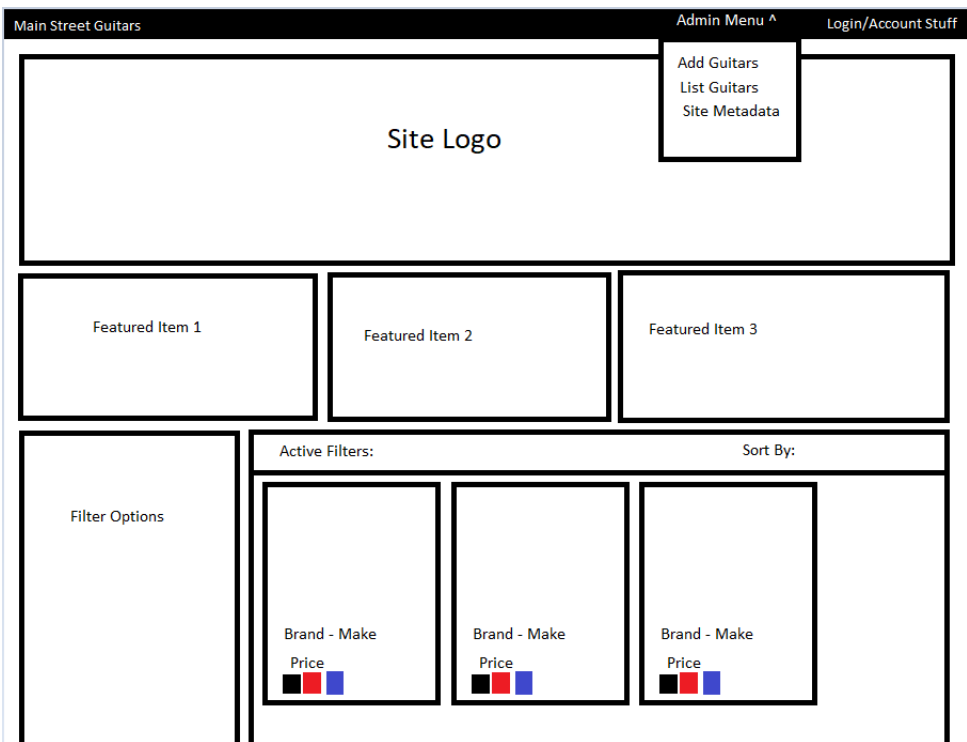 Main Street Guitars
Admin Menu ^
Login/Account Stuff
Add Guitars
List Guitars
Site Metadata
Site Logo
Featured Item 1
Featured Item 2
Featured Item 3
Filter Options
Active Filters:
Sort By:
Brand - Make
Price
Brand - Make
Price
Brand - Make
Price